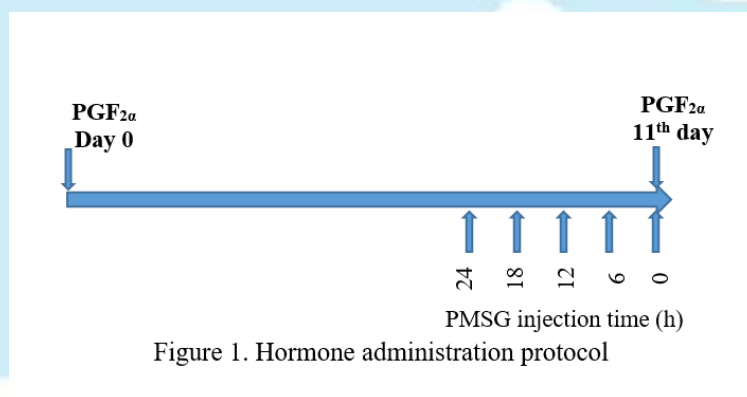 PGF2α
Day 0
PGF2α
11th day
24
18
12
6
0
PMSG injection time (h)
Figure 1. Hormone administration protocol